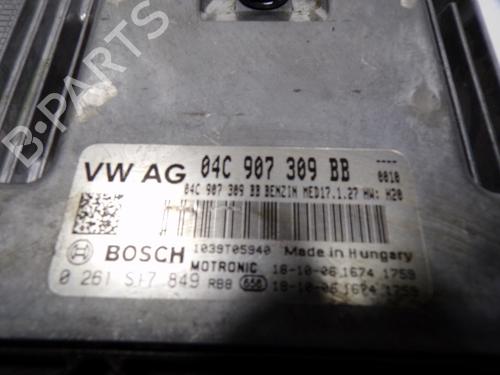 VW AG 04C 907 309 BB ----
0010
04C 907 309 BB BENZIN MED17.1.27 HW: H20
BOSCH 1039T05940 Made in Hungary
MOTRONIC 18-10-06 1674 1759
0 261 S17 849 RBB 656 18-10-06 1674 1759
B-PARTS